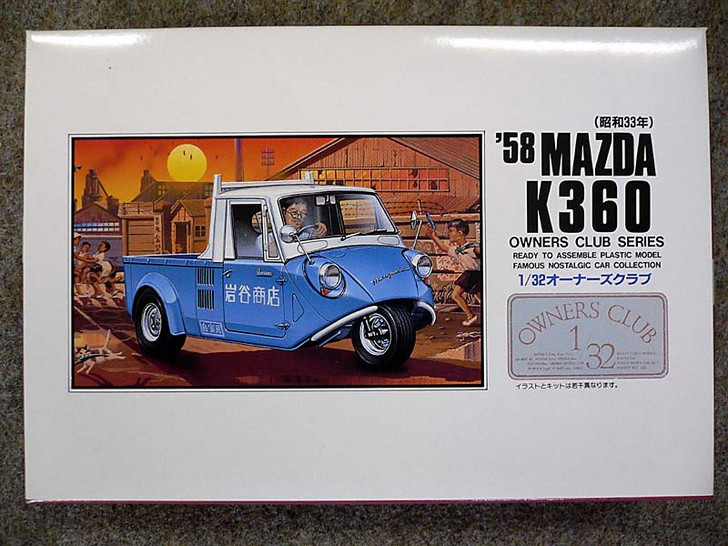 (昭和33年)
'58 MAZDA
K360
OWNERS CLUB SERIES
READY TO ASSEMBLE PLASTIC MODEL
FAMOUS NOSTALGIC CAR COLLECTION
1/32オーナーズクラブ
OWNERS CLUB
1/32
イラストとキットは若干異なります。
岩谷商店